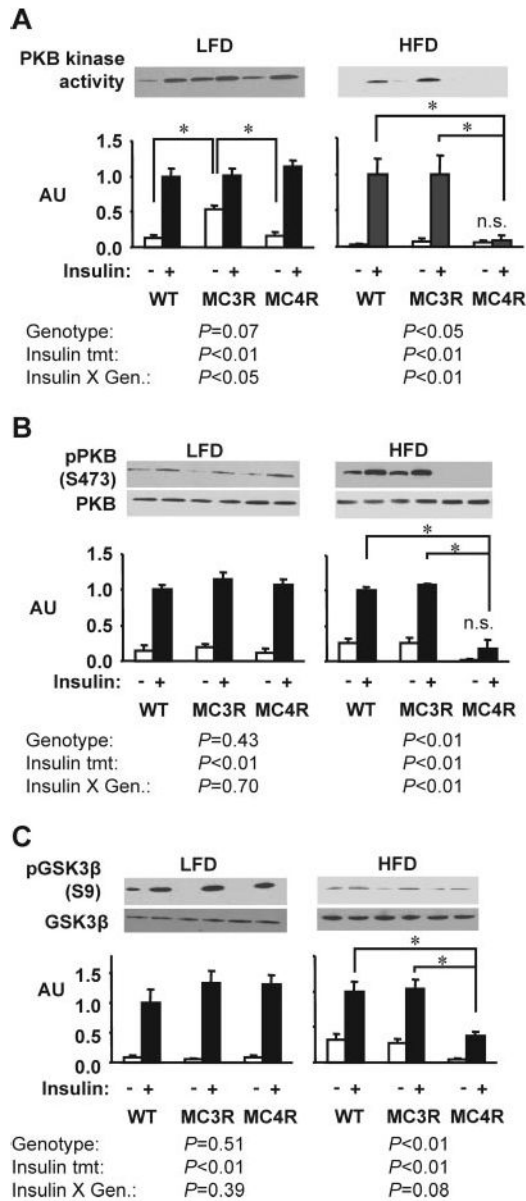 A
LFD HFD
PKB kinase
activity
* * * *
1.5
1.0
AU
0.5
0.0
n.s.
Insulin: - + - + - + - + - + - +
WT MC3R MC4R WT MC3R MC4R
Genotype: P=0.07 P<0.05
Insulin tmt: P<0.01 P<0.01
Insulin X Gen.: P<0.05 P<0.01
B
LFD HFD
pPKB
(S473)
PKB
* *
1.5
1.0
AU
0.5
0.0
n.s.
Insulin: - + - + - + - + - + - +
WT MC3R MC4R WT MC3R MC4R
Genotype: P=0.43 P<0.01
Insulin tmt: P<0.01 P<0.01
Insulin X Gen.: P=0.70 P<0.01
C
LFD HFD
pGSK3β
(S9)
GSK3β
* *
1.5
AU
1.0
0.5
0.0
Insulin: - + - + - + - + - + - +
WT MC3R MC4R WT MC3R MC4R
Genotype: P=0.51 P<0.01
Insulin tmt: P<0.01 P<0.01
Insulin X Gen.: P=0.39 P=0.08